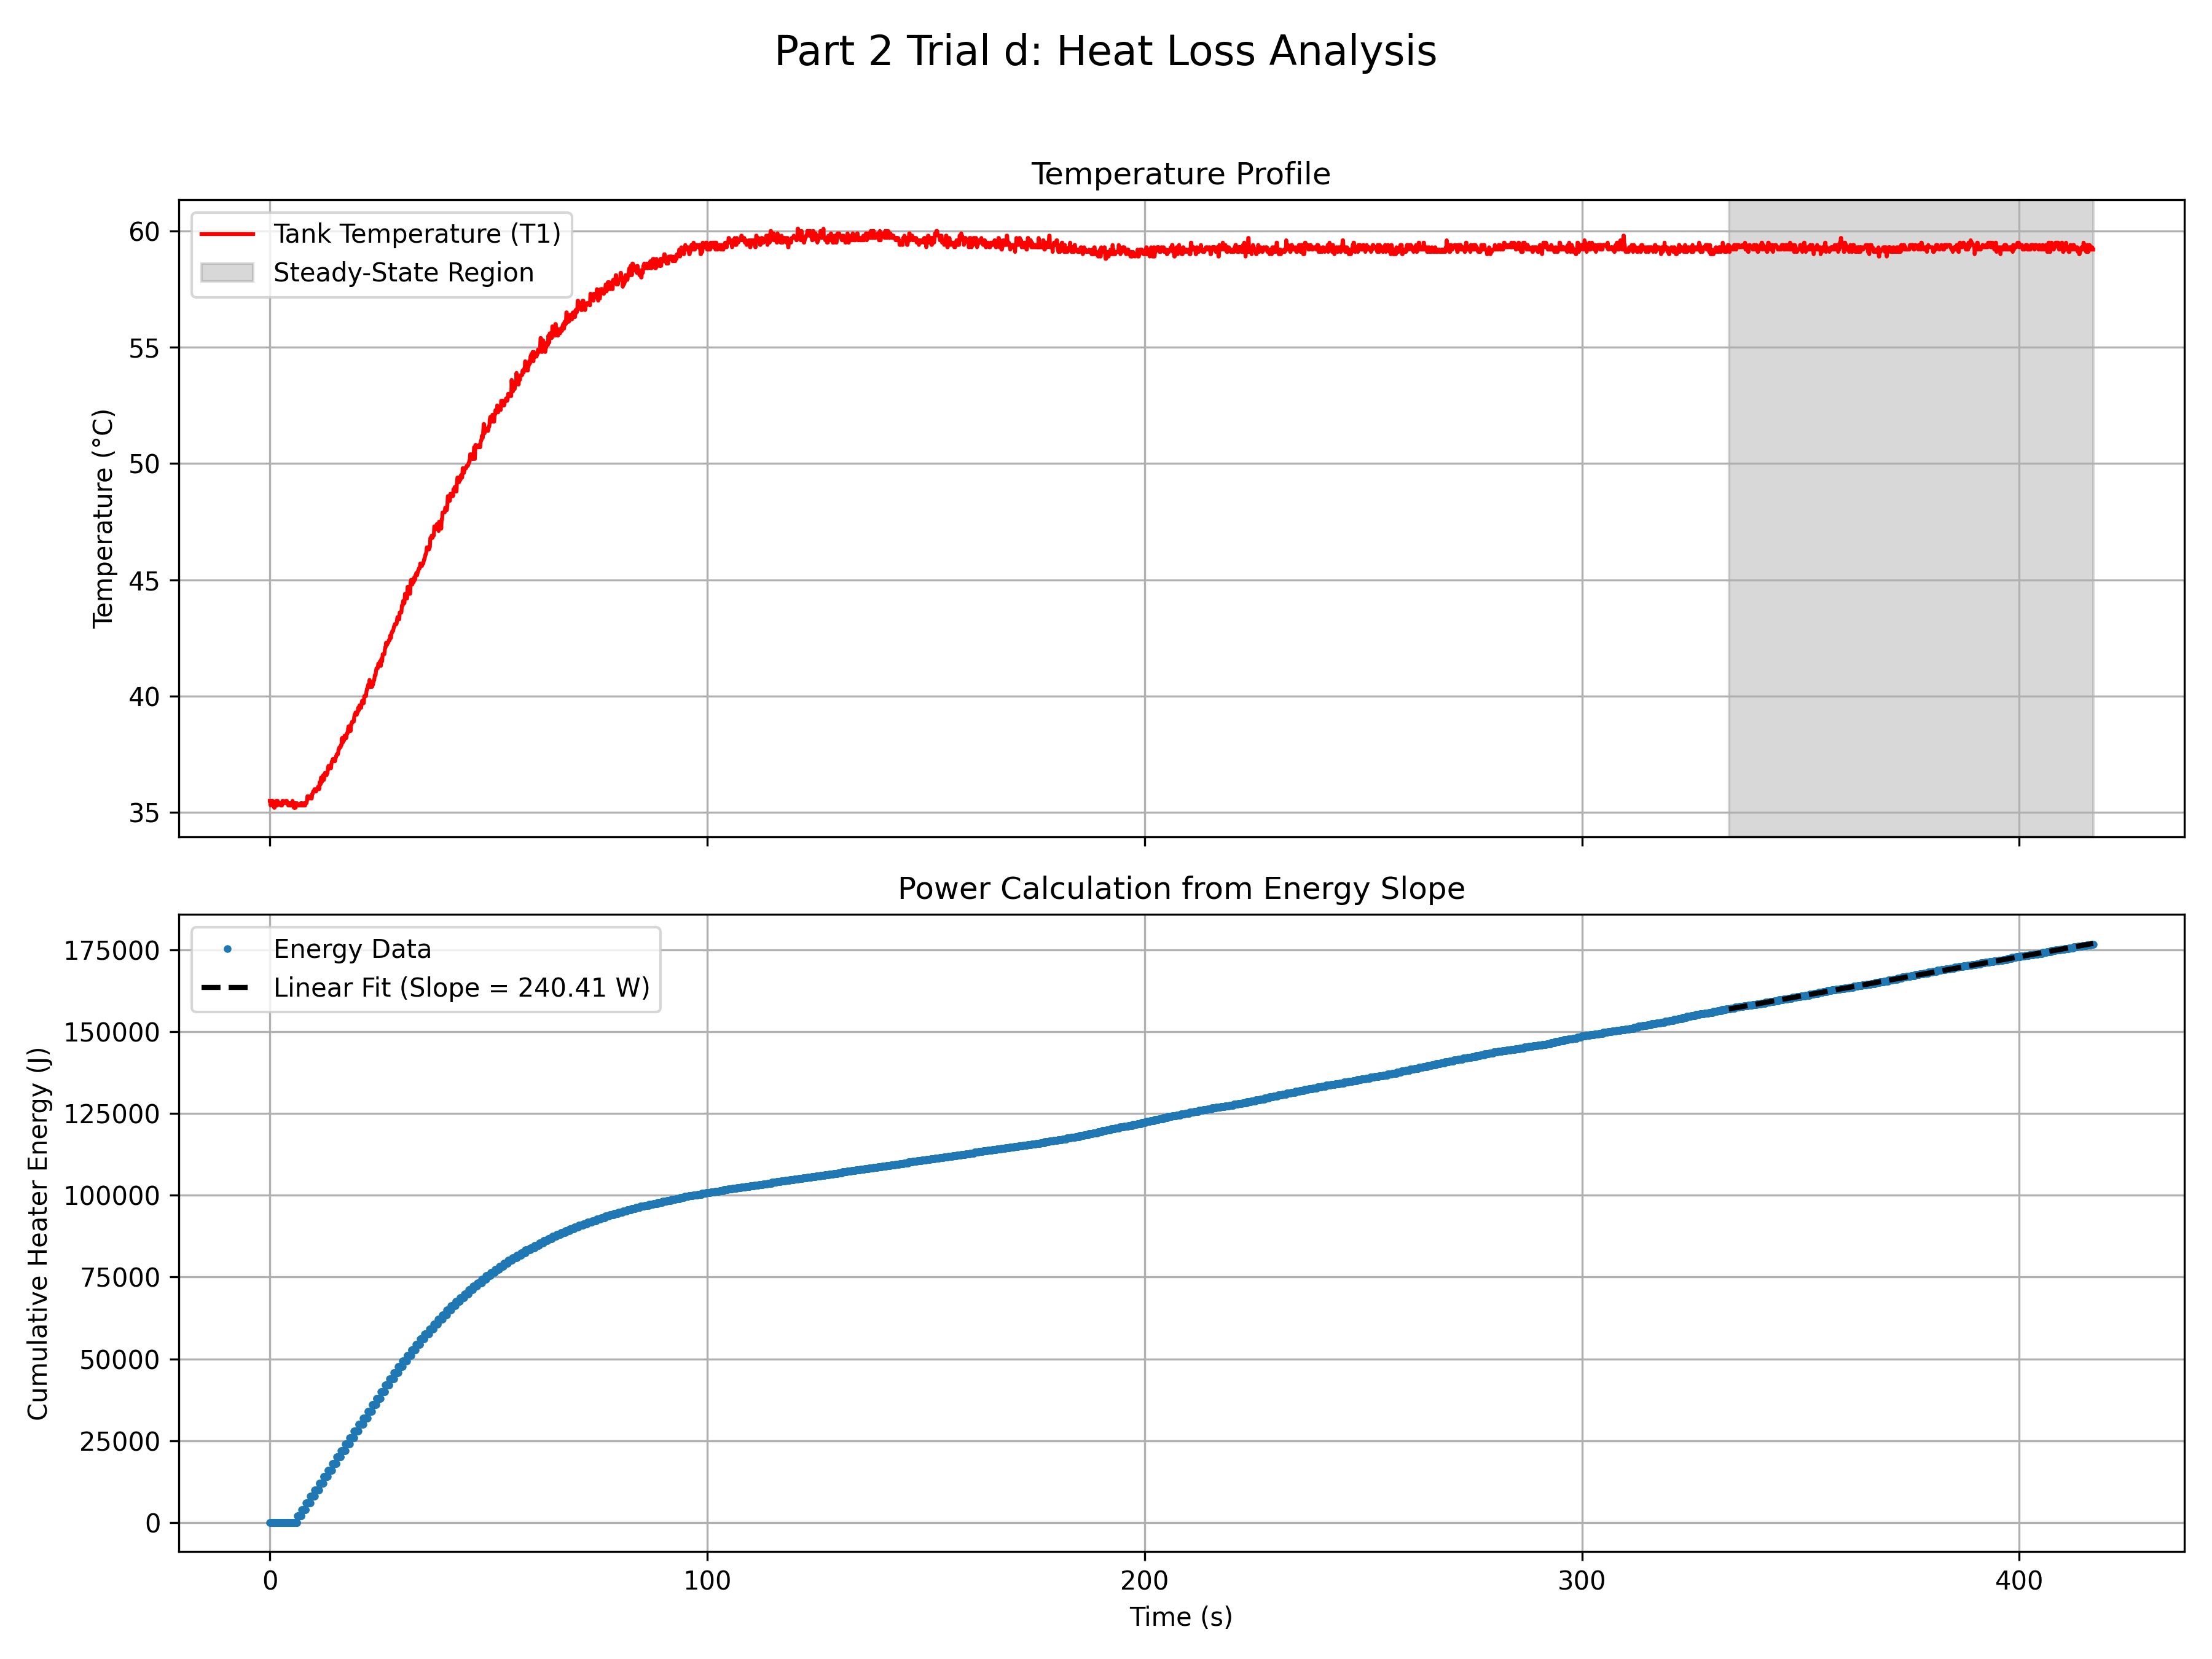 Part 2 Trial d: Heat Loss Analysis
Temperature Profile
Tank Temperature (T1)
Steady-State Region
Temperature (°C)
60
55
50
45
40
35
Power Calculation from Energy Slope
Energy Data
Linear Fit (Slope = 240.41 W)
Cumulative Heater Energy (J)
175000
150000
125000
100000
75000
50000
25000
0
0 100 200 300 400
Time (s)